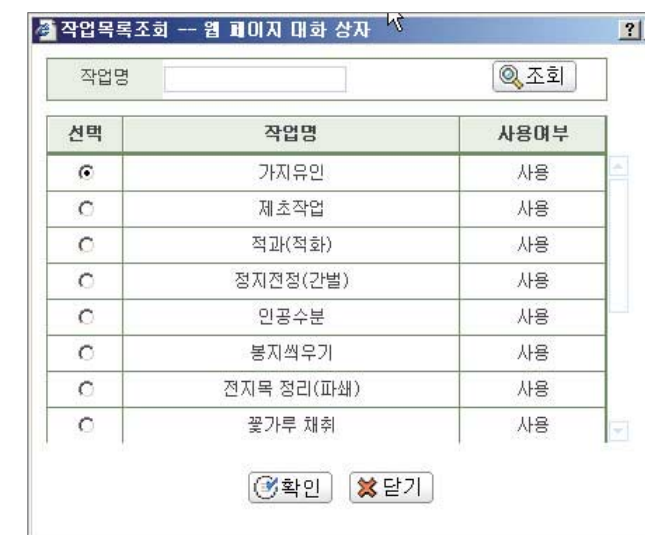 작업목록조회 -- 웹 페이지 대화 상자
작업명 조회
선택 작업명 사용여부
가지유인 사용
제초작업 사용
적과(적화) 사용
정지전정(간벌) 사용
인공수분 사용
봉지씌우기 사용
전지목 정리(파쇄) 사용
꽃가루 채취 사용
확인 닫기